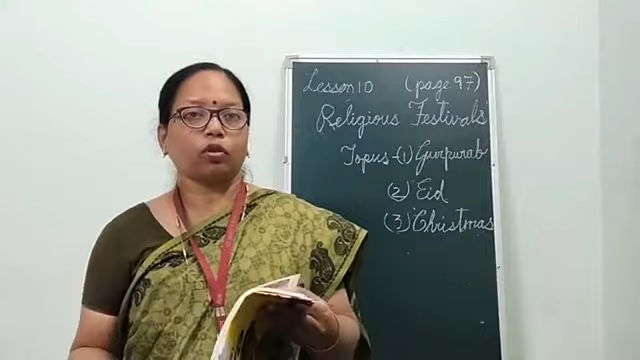 Lesson 10 (page 97)
Religious Festivals
Topics - (1) Gurpurab
(2) Eid
(3) Christmas